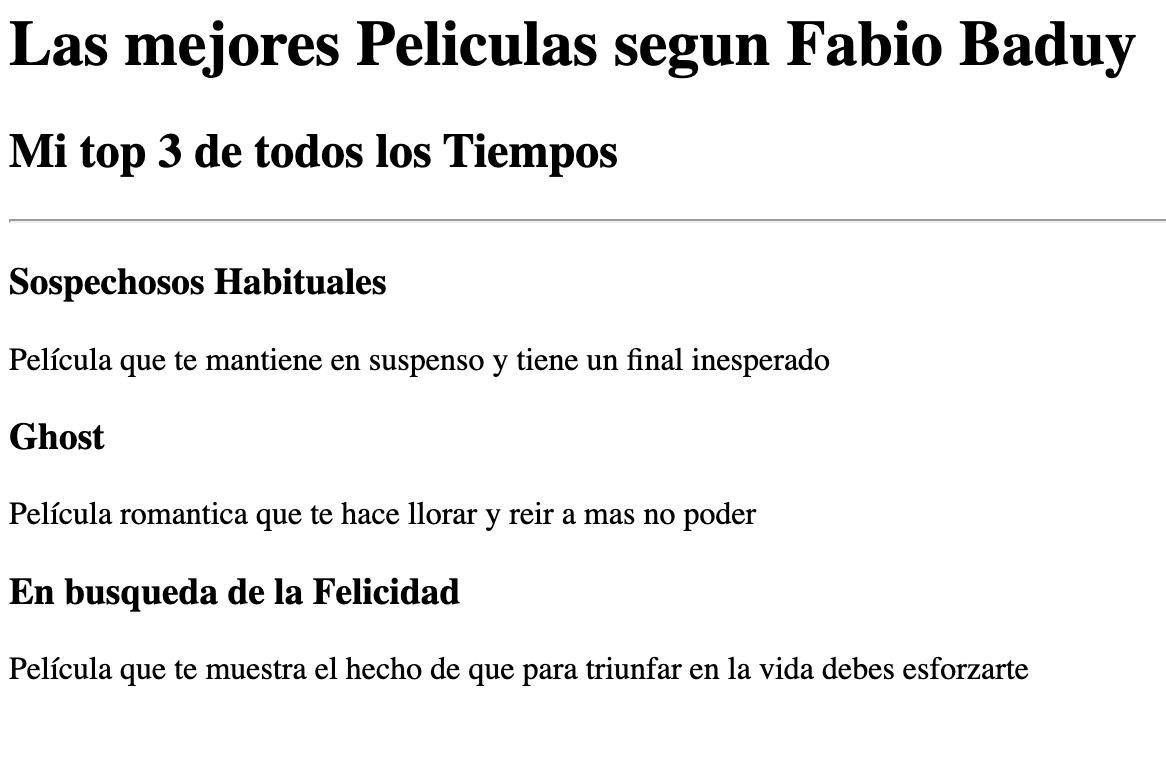 Las mejores Peliculas segun Fabio Baduy
Mi top 3 de todos los Tiempos
Sospechosos Habituales
Película que te mantiene en suspenso y tiene un final inesperado
Ghost
Película romantica que te hace llorar y reir a mas no poder
En busqueda de la Felicidad
Película que te muestra el hecho de que para triunfar en la vida debes esforzarte